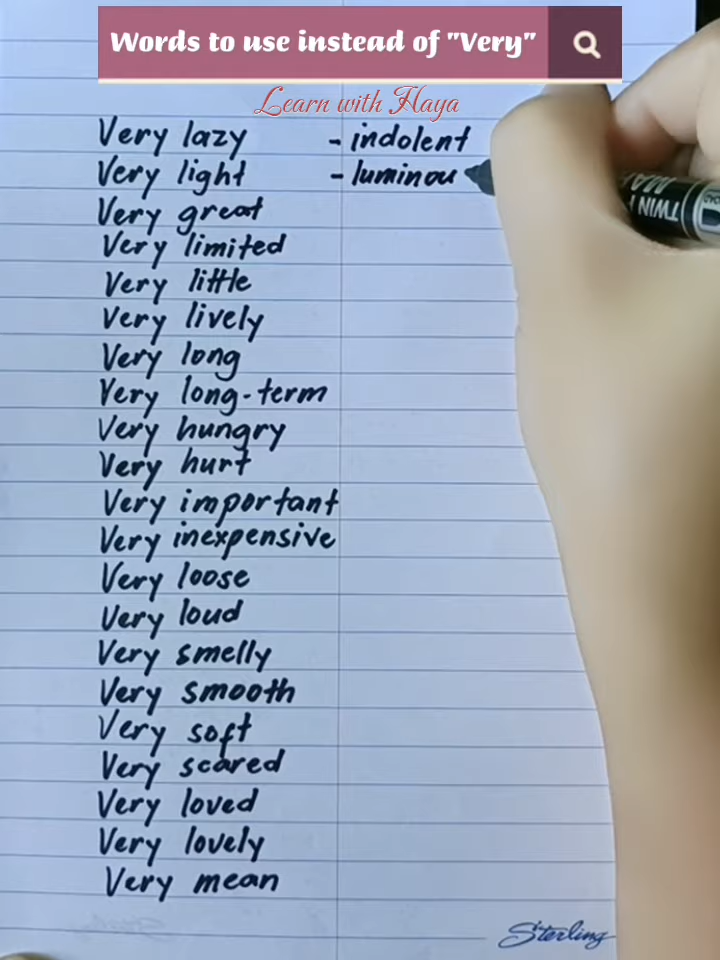 Words to use instead of "Very"
Learn with Haya
Very lazy - indolent
Very light - luminou
Very great
Very limited
Very little
Very lively
Very long
Very long-term
Very hungry
Very hurt
Very important
Very inexpensive
Very loose
Very loud
Very smelly
Very smooth
Very soft
Very scared
Very loved
Very lovely
Very mean
Sterling
TWIN